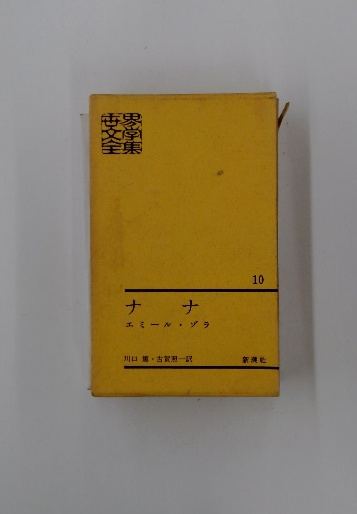 世界
文学
全集
10
ナナ
エミール・ゾラ
川口 篤・古賀照一訳 新潮社